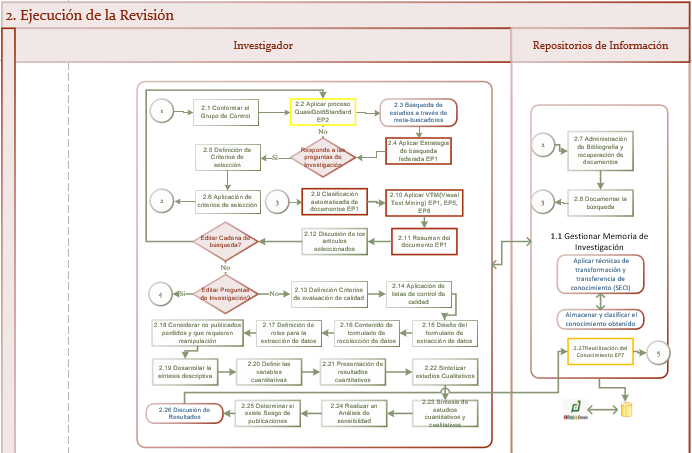 2. Ejecución de la Revisión
Investigador
Repositorios de Información
1
2.1 Conformar el
Grupo de Control
2.2 Aplicar proceso
QuasiGoldStandard
EP2
2.3 Búsqueda de
estudios a través de
meta-buscadores
No
2.5 Definición de
Criterios de
selección
Si
Responde a las
preguntas de
Investigación
2.4 Aplicar Estrategia
de búsqueda
federada EP1
2
2.6 Aplicación de
criterios de selección
3
2.9 Clasificación
automatizada de
documentos EP1
2.10 Aplicar VTM(Visual
Text Mining) EP1, EP5,
EP8
Editar Cadena de
búsqueda?
2.12 Discusión de los
artículos
seleccionados
2.11 Resumen del
documento EP1
No
4
Si
Editar Preguntas
de Investigación?
No
2.13 Definición Criterios
de evaluación de calidad
2.14 Aplicación de
listas de control de
calidad
2.18 Considerar no publicados
perdidos y que requieren
manipulación
2.17 Definición de
roles para la
extracción de datos
2.16 Contenido de
formulario de
recolección de datos
2.15 Diseño del
formulario de
extracción de datos
2.19 Desarrollar la
síntesis descriptiva
2.20 Definir las
variables
cuantitativas
2.21 Presentación de
resultados
cuantitativos
2.22 Sintetizar
estudios Cualitativos
2.26 Discusión de
Resultados
2.25 Determinar si
existe Sesgo de
publicaciones
2.24 Realizar un
Análisis de
sensibilidad
2.23 Síntesis de
estudios
cuantitativos y
cualitativos
2
2.7 Administración
de Bibliografía y
recuperación de
documentos
3
2.8 Documentar la
búsqueda
1.1 Gestionar Memoria de
Investigación
Aplicar técnicas de
transformación y
transferencia de
conocimiento (SECI)
Almacenar y clasificar el
conocimiento obtenido
2.27Reutilización del
Conocimiento EP7
5